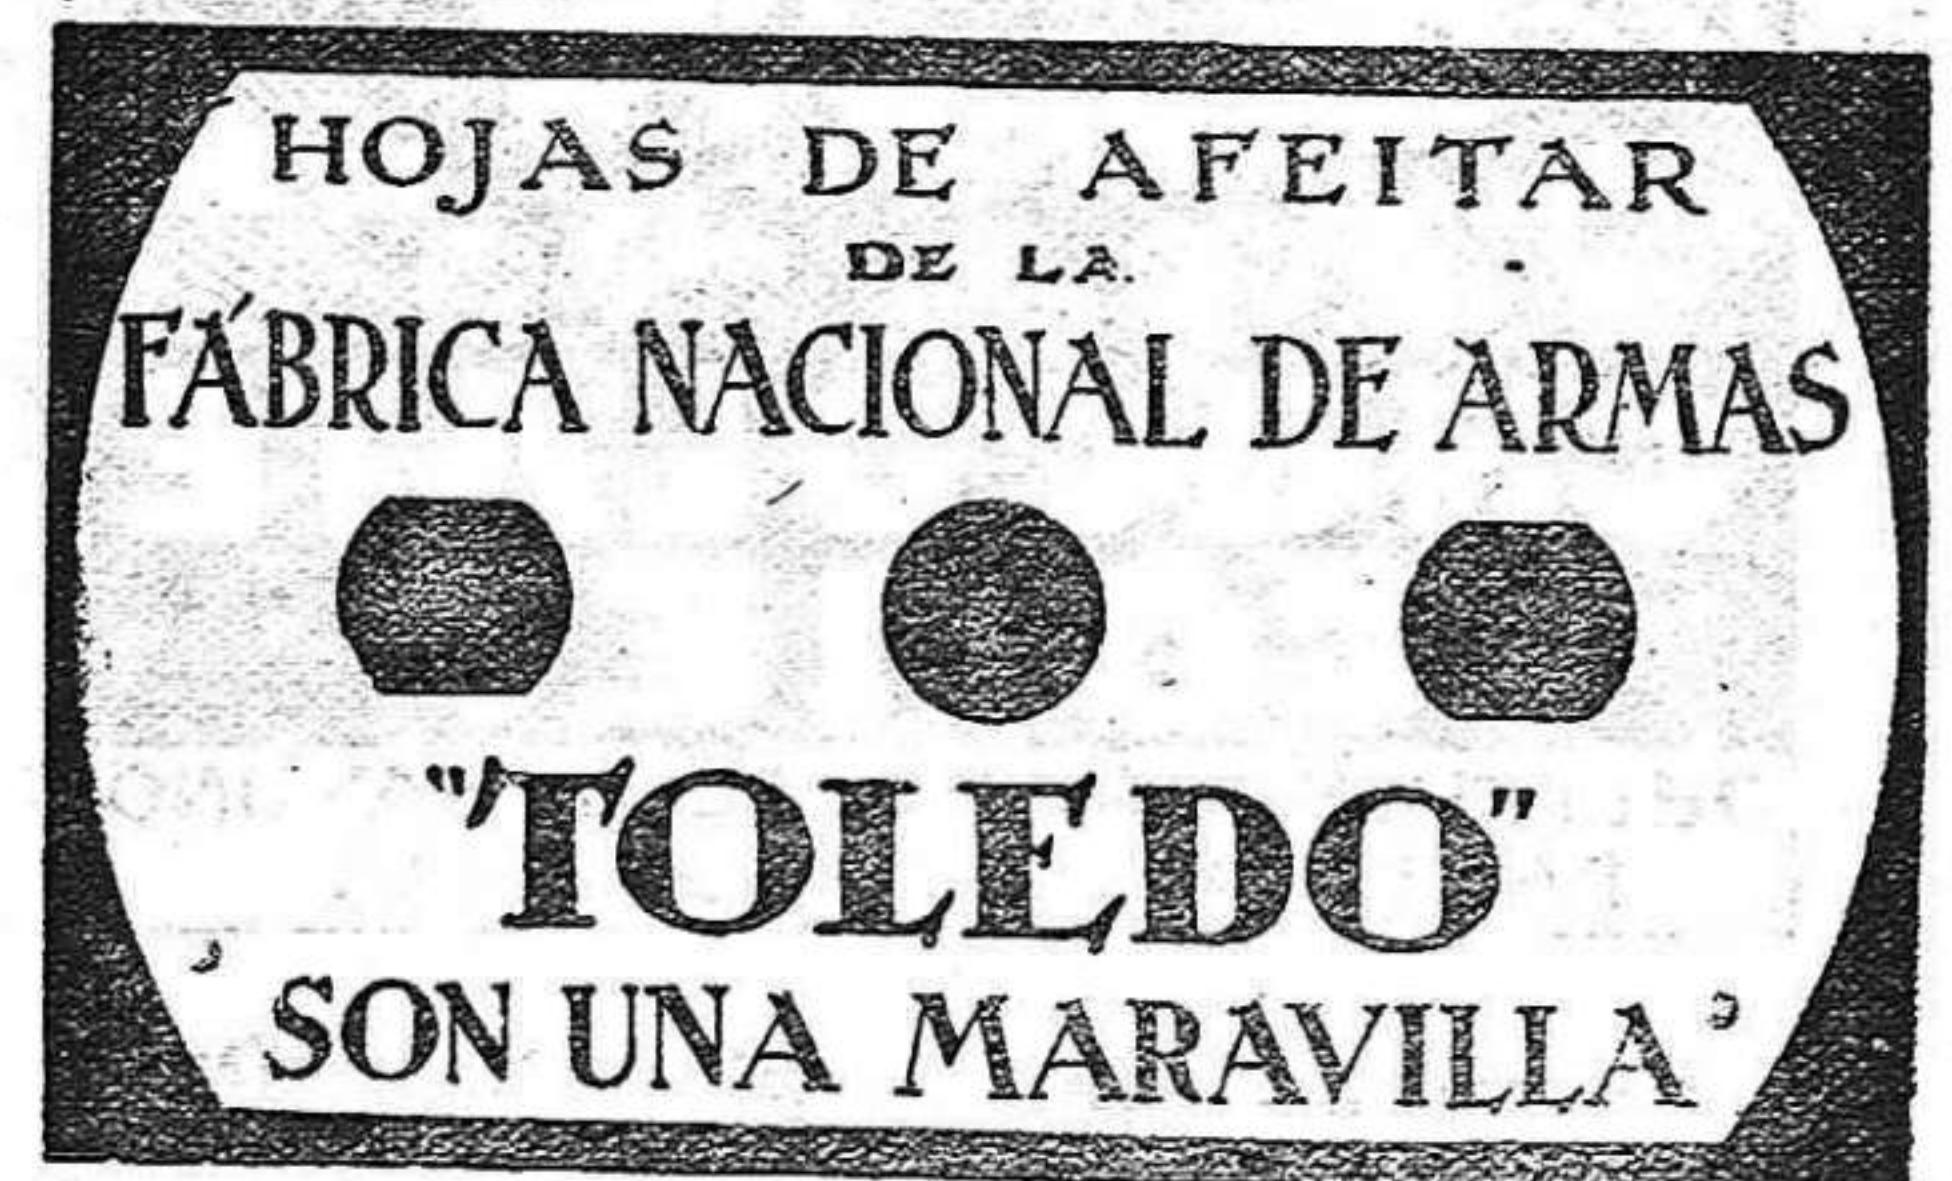 HOJAS DE AFEITAR
DE LA
FÁBRICA NACIONAL DE ARMAS
"TOLEDO"
SON UNA MARAVILLA